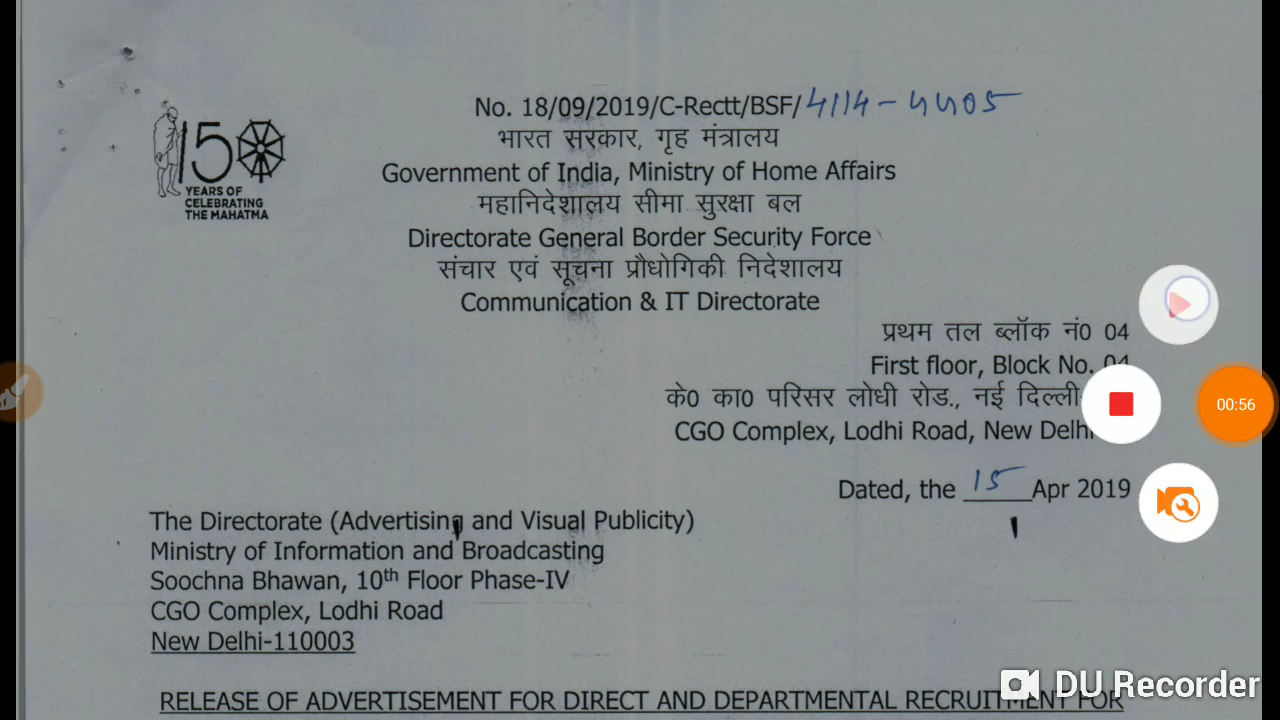 No. 18/09/2019/C-Rectt/BSF/4114-4405
भारत सरकार, गृह मंत्रालय
150
YEARS OF
CELEBRATING
THE MAHATMA
Government of India, Ministry of Home Affairs
महानिदेशालय सीमा सुरक्षा बल
Directorate General Border Security Force
संचार एवं सूचना प्रौधोगिकी निदेशालय
Communication & IT Directorate
प्रथम तल ब्लॉक नं0 04
First floor, Block No. 04
के0 का0 परिसर लोधी रोड., नई दिल्ली
CGO Complex, Lodhi Road, New Delhi
00:56
Dated, the 15 Apr 2019
The Directorate (Advertising and Visual Publicity)
Ministry of Information and Broadcasting
Soochna Bhawan, 10th Floor Phase-IV
CGO Complex, Lodhi Road
New Delhi-110003
RELEASE OF ADVERTISEMENT FOR DIRECT AND DEPARTMENTAL RECRUITMENT FOR
DU Recorder